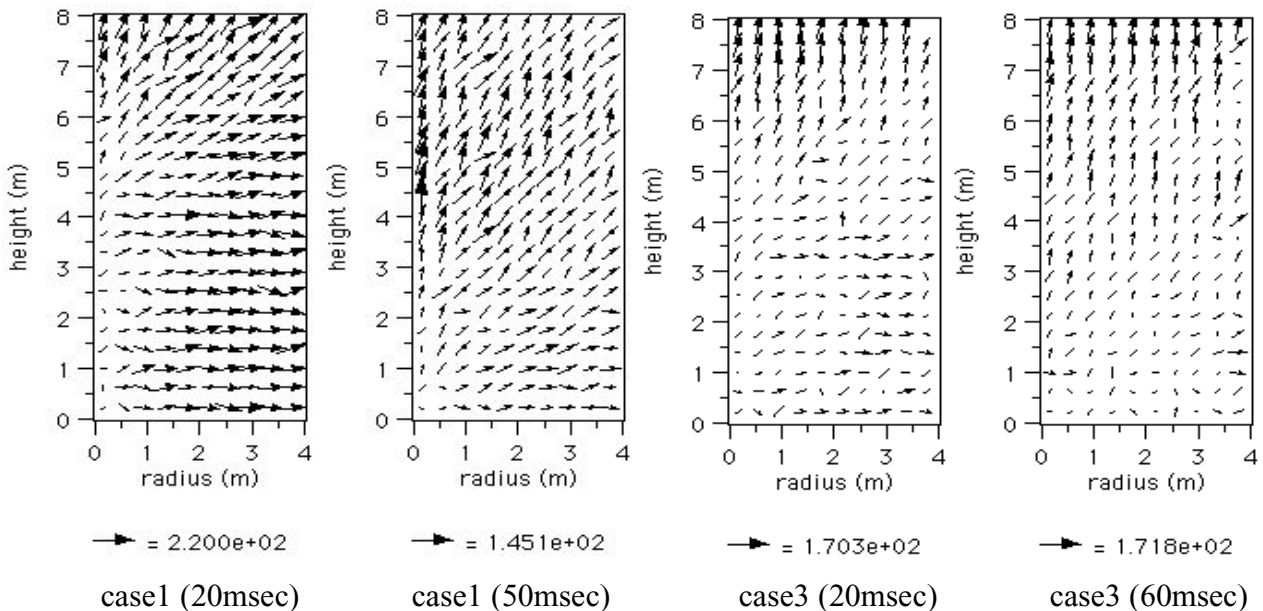 8 7 6 5 4 3 2 1 0
height (m)
0 1 2 3 4
radius (m)
= 2.200e+02
case1 (20msec)
8 7 6 5 4 3 2 1 0
height (m)
0 1 2 3 4
radius (m)
= 1.451e+02
case1 (50msec)
8 7 6 5 4 3 2 1 0
height (m)
0 1 2 3 4
radius (m)
= 1.703e+02
case3 (20msec)
8 7 6 5 4 3 2 1 0
height (m)
0 1 2 3 4
radius (m)
= 1.718e+02
case3 (60msec)